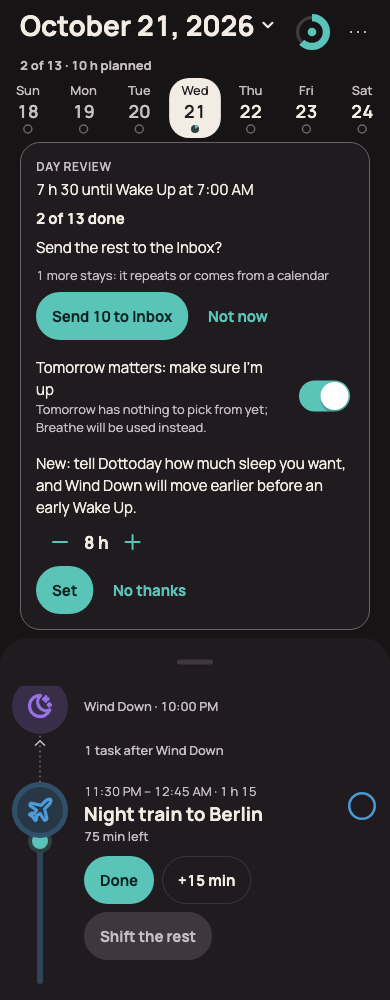 October 21, 2026
2 of 13 · 10 h planned
Sun Mon Tue Wed Thu Fri Sat
18 19 20 21 22 23 24
DAY REVIEW
7 h 30 until Wake Up at 7:00 AM
2 of 13 done
Send the rest to the Inbox?
1 more stays: it repeats or comes from a calendar
Send 10 to Inbox Not now
Tomorrow matters: make sure I'm
up
Tomorrow has nothing to pick from yet;
Breathe will be used instead.
New: tell Dottoday how much sleep you want,
and Wind Down will move earlier before an
early Wake Up.
− 8 h +
Set No thanks
Wind Down · 10:00 PM
1 task after Wind Down
11:30 PM – 12:45 AM · 1 h 15
Night train to Berlin
75 min left
Done +15 min
Shift the rest